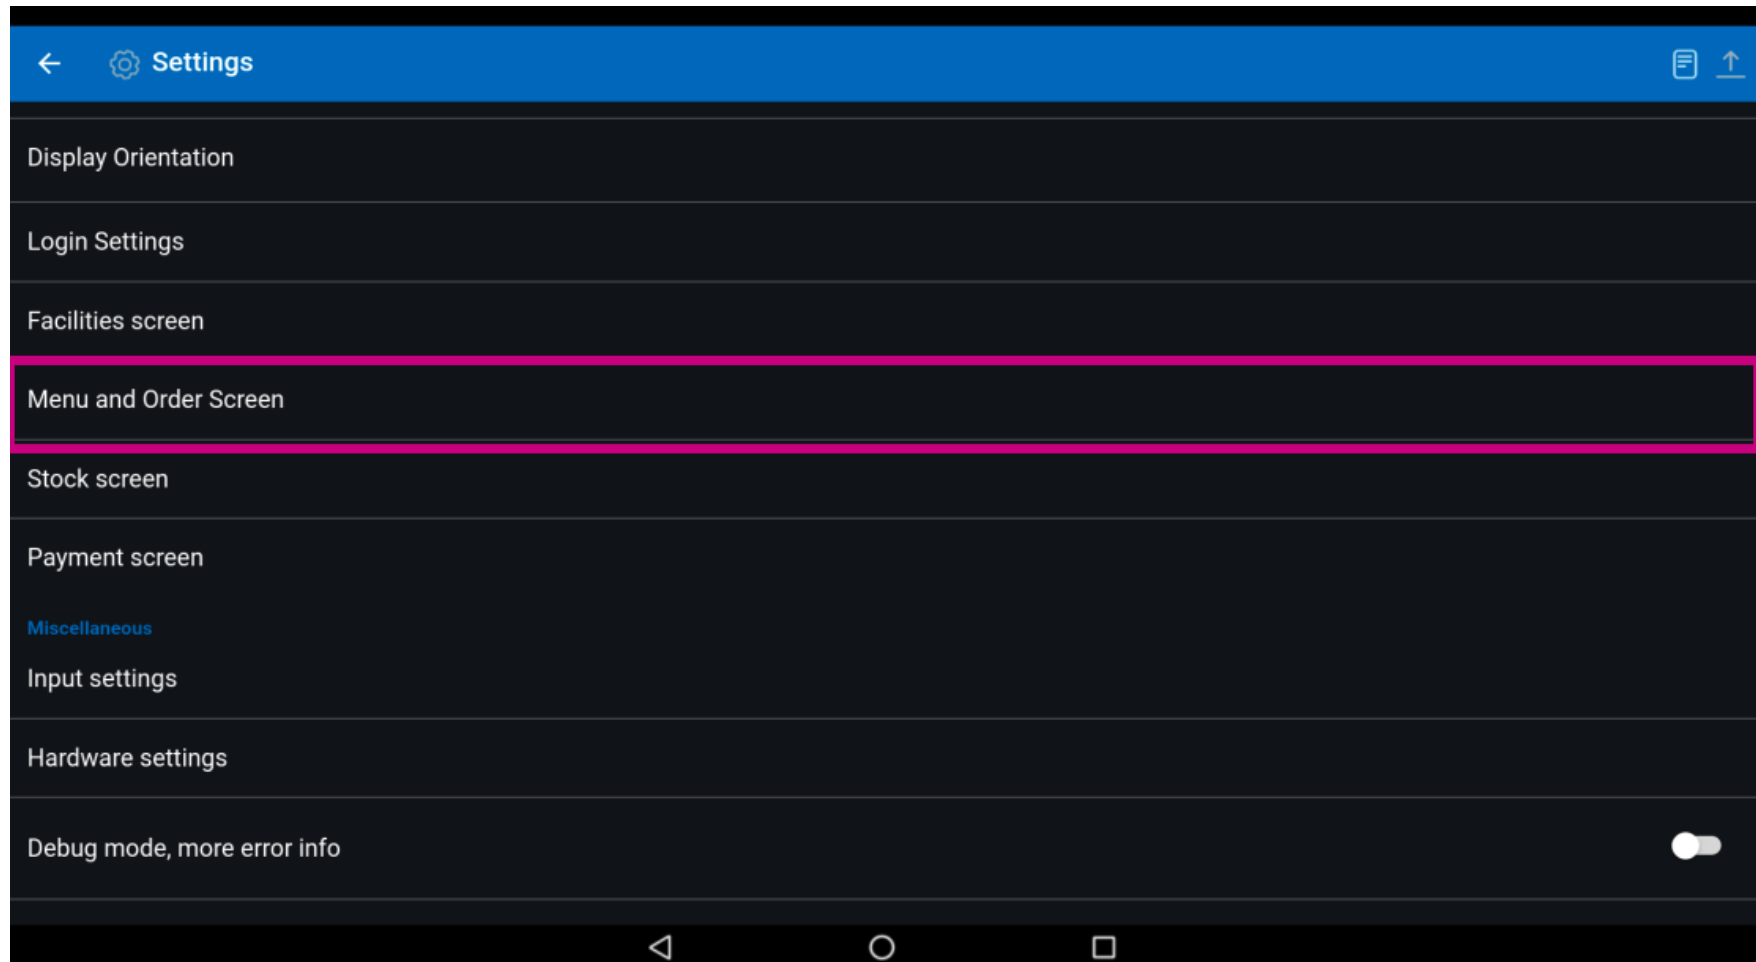 Settings
Display Orientation
Login Settings
Facilities screen
Menu and Order Screen
Stock screen
Payment screen
Miscellaneous
Input settings
Hardware settings
Debug mode, more error info